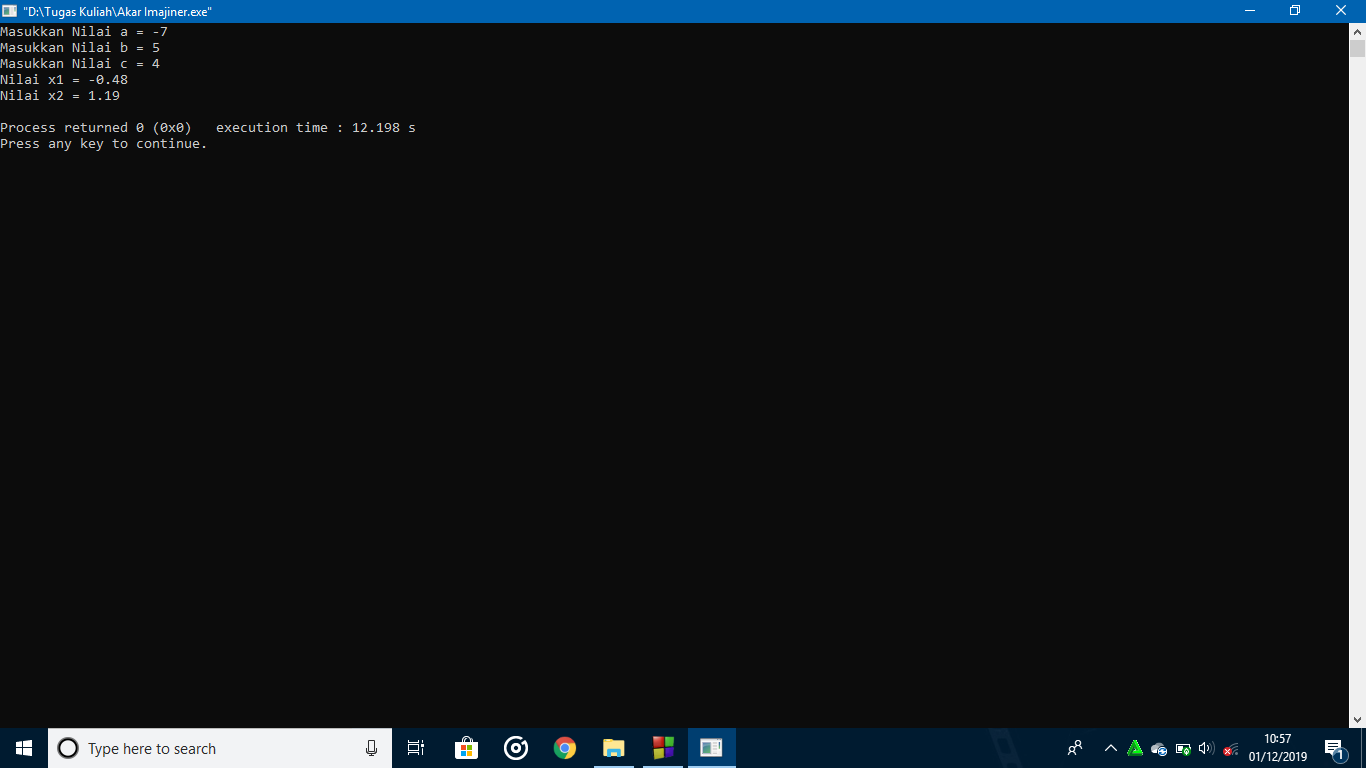 "D:\Tugas Kuliah\Akar Imajiner.exe"
Masukkan Nilai a = -7
Masukkan Nilai b = 5
Masukkan Nilai c = 4
Nilai x1 = -0.48
Nilai x2 = 1.19
Process returned 0 (0x0)   execution time : 12.198 s
Press any key to continue.
Type here to search
10:57
01/12/2019
1